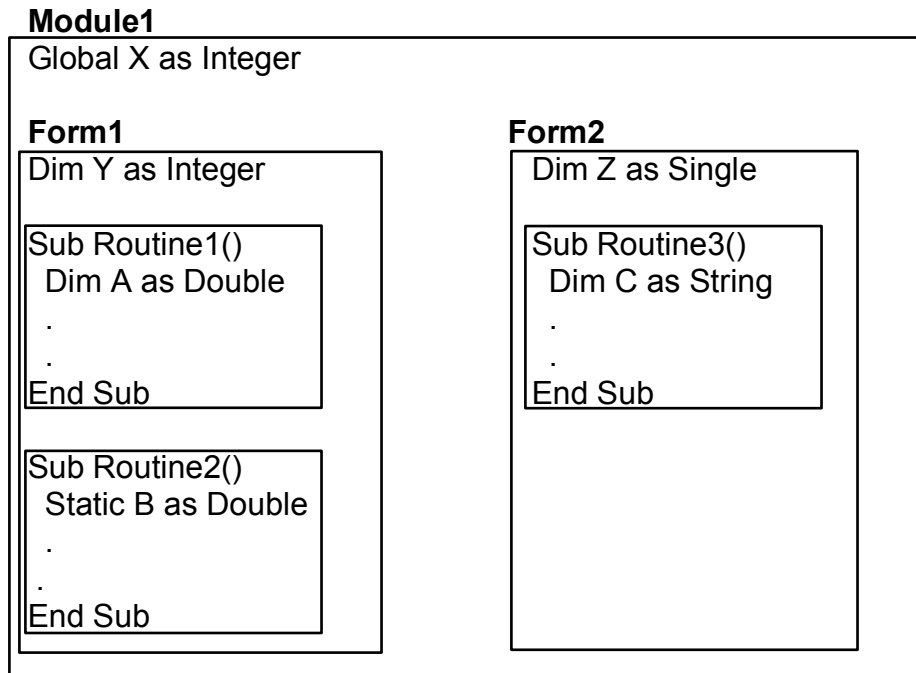 Module1
Global X as Integer
Form1
Dim Y as Integer
Sub Routine1()
Dim A as Double
.
.
End Sub
Sub Routine2()
Static B as Double
.
.
End Sub
Form2
Dim Z as Single
Sub Routine3()
Dim C as String
.
.
End Sub